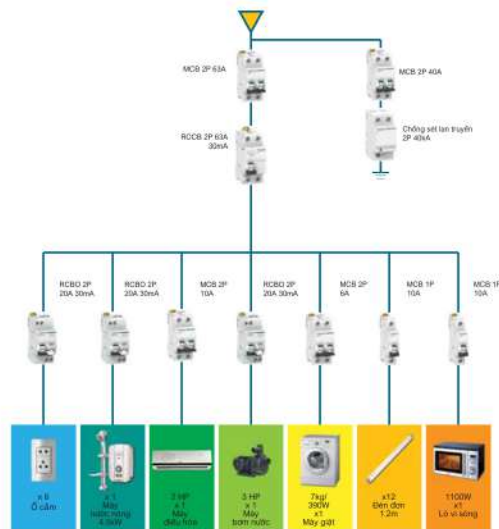 MCB 2P 63A
MCB 2P 40A
RCCB 2P 63A
30mA
Chống sét lan truyền
2P 40kA
RCBO 2P
20A 30mA
RCBO 2P
20A 30mA
MCB 2P
10A
RCBO 2P
20A 30mA
MCB 2P
6A
MCB 1P
10A
MCB 1P
10A
x 6
Ổ cắm
x 1
Máy
nước nóng
4.5kW
2 HP
x 1
Máy
điều hòa
3 HP
x 1
Máy
bơm nước
7kg/
390W
x1
Máy giặt
x12
Đèn đơn
1.2m
1100W
x1
Lò vi sóng